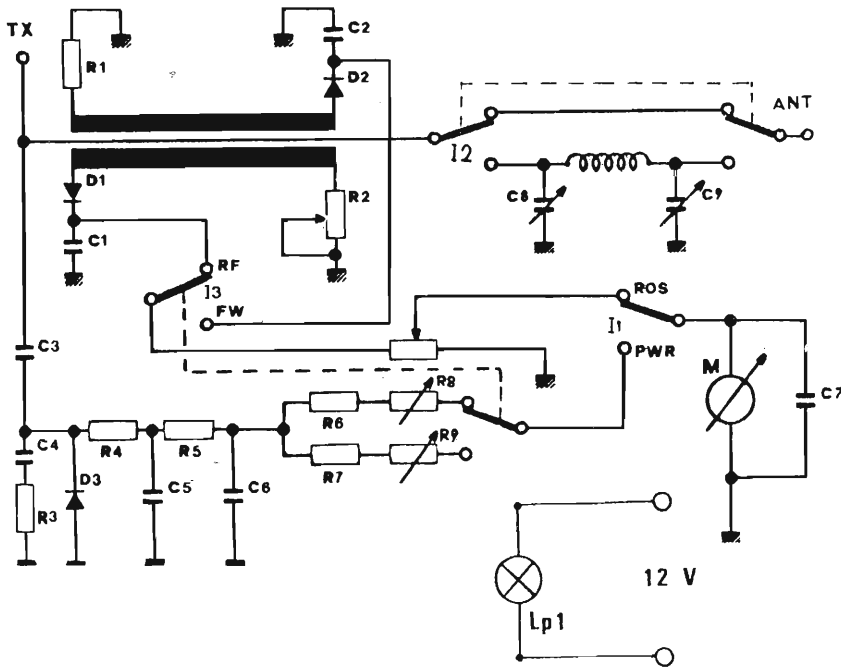 TX
C2
R1
D2
ANT
I2
D1
R2
C8
C9
C1
RF
I3
ROS
FW
I1
C3
PWR
M
R8
C7
C4
R6
R4
R5
R9
R7
D3
C5
C6
R3
12 V
Lp1